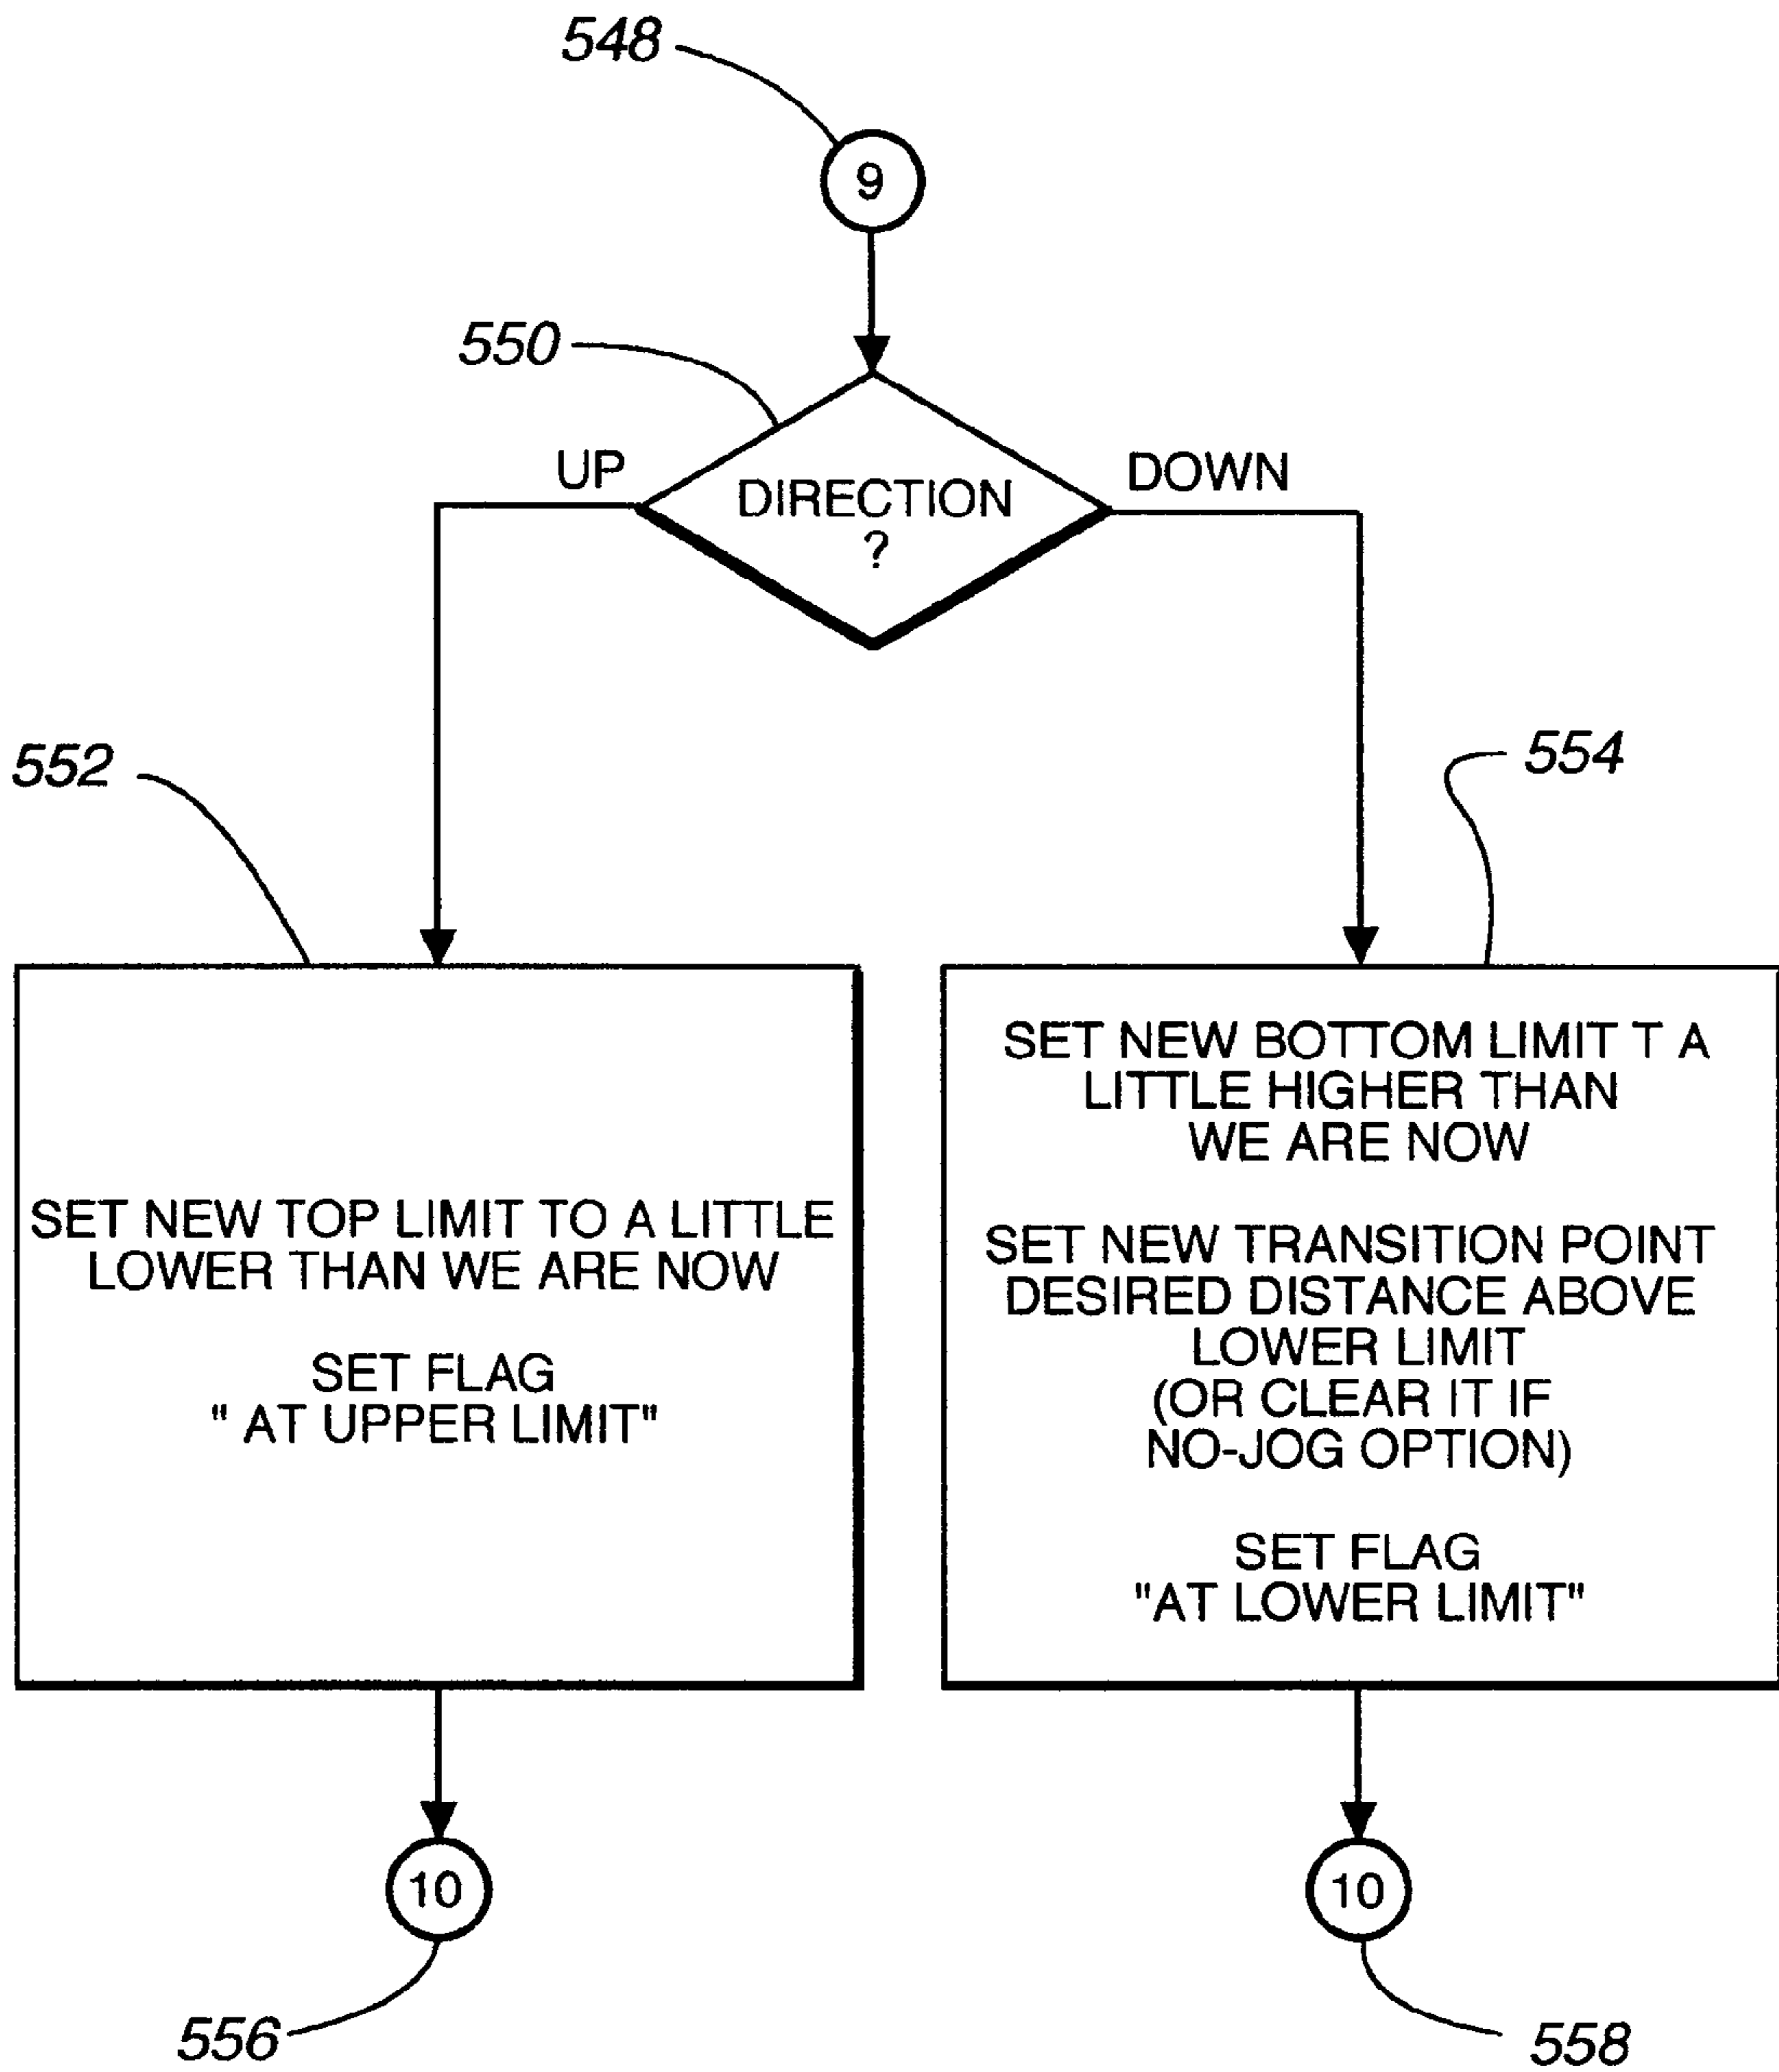 548
9
550
UP
DOWN
DIRECTION
?
552
554
SET NEW TOP LIMIT TO A LITTLE
LOWER THAN WE ARE NOW
SET FLAG
" AT UPPER LIMIT"
SET NEW BOTTOM LIMIT T A
LITTLE HIGHER THAN
WE ARE NOW
SET NEW TRANSITION POINT
DESIRED DISTANCE ABOVE
LOWER LIMIT
(OR CLEAR IT IF
NO-JOG OPTION)
SET FLAG
"AT LOWER LIMIT"
10
10
556
558